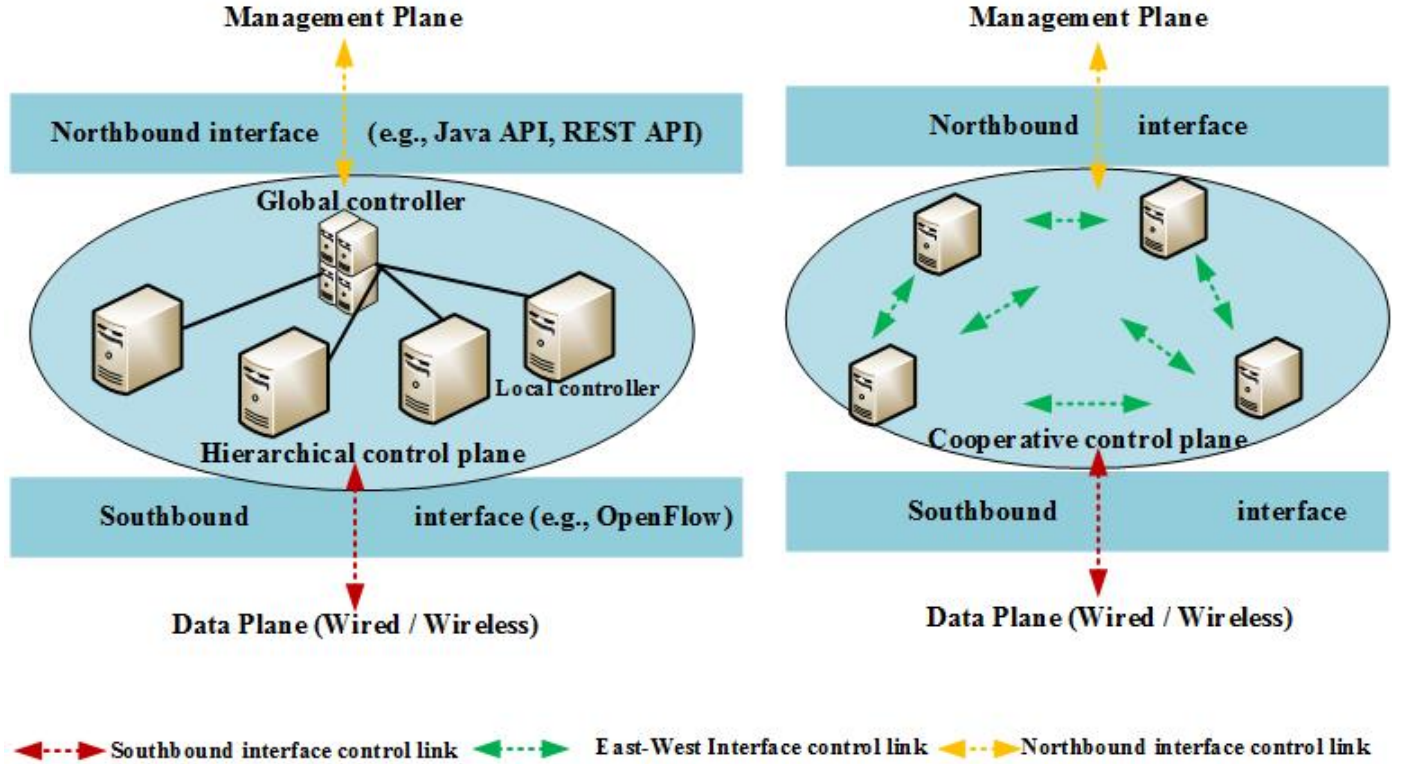 Management Plane
Northbound interface (e.g., Java API, REST API)
Global controller
Local controller
Hierarchical control plane
Southbound interface (e.g., OpenFlow)
Data Plane (Wired / Wireless)
Management Plane
Northbound interface
Cooperative control plane
Southbound interface
Data Plane (Wired / Wireless)
Southbound interface control link
East-West Interface control link
Northbound interface control link